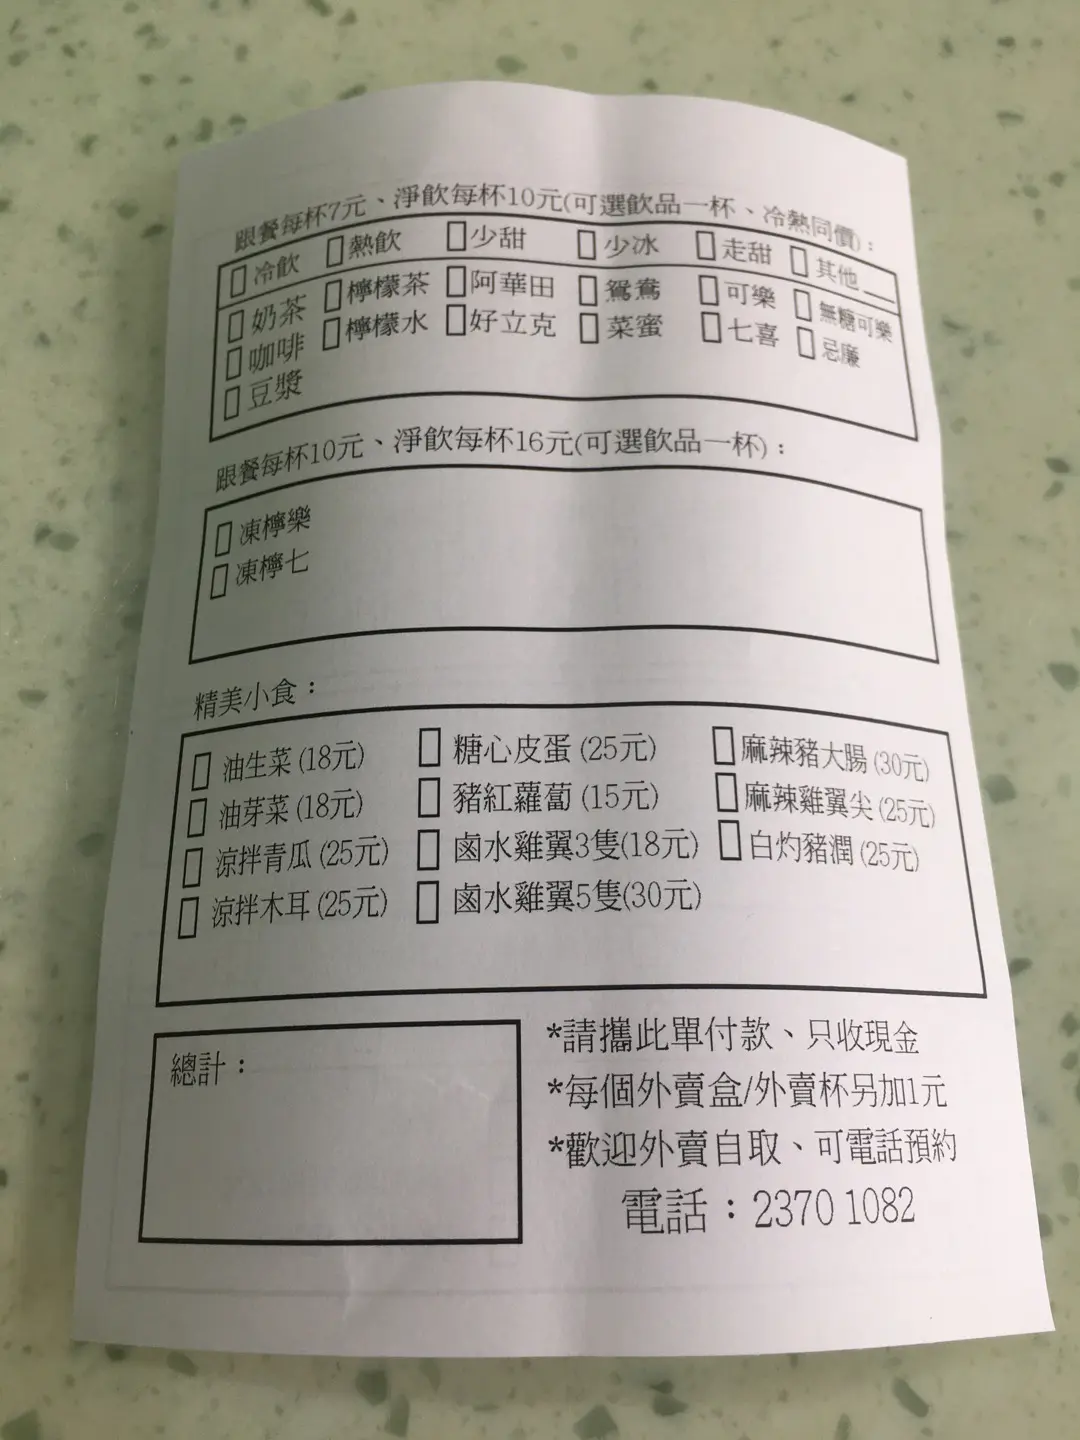 跟餐每杯7元、淨飲每杯10元(可選飲品一杯、冷熱同價)：
冷飲 熱飲 少甜 少冰 走甜 其他__
奶茶 檸檬茶 阿華田 鴛鴦 可樂 無糖可樂
咖啡 檸檬水 好立克 菜蜜 七喜 忌廉
豆漿
跟餐每杯10元、淨飲每杯16元(可選飲品一杯)：
凍檸樂
凍檸七
精美小食：
油生菜 (18元) 糖心皮蛋 (25元) 麻辣豬大腸 (30元)
油芽菜 (18元) 豬紅蘿蔔 (15元) 麻辣雞翼尖 (25元)
涼拌青瓜 (25元) 鹵水雞翼3隻(18元) 白灼豬潤 (25元)
涼拌木耳 (25元) 鹵水雞翼5隻(30元)
總計：
*請攜此單付款、只收現金
*每個外賣盒/外賣杯另加1元
*歡迎外賣自取、可電話預約
電話：2370 1082